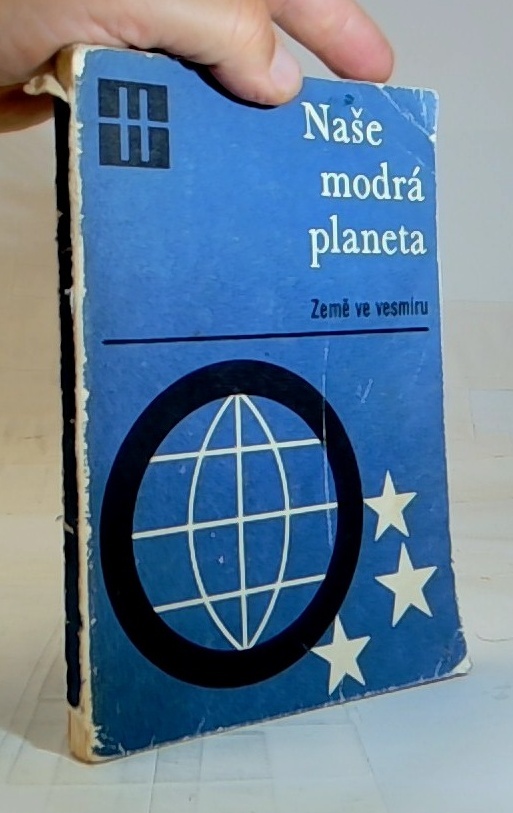 Naše
modrá
planeta
Země ve vesmíru